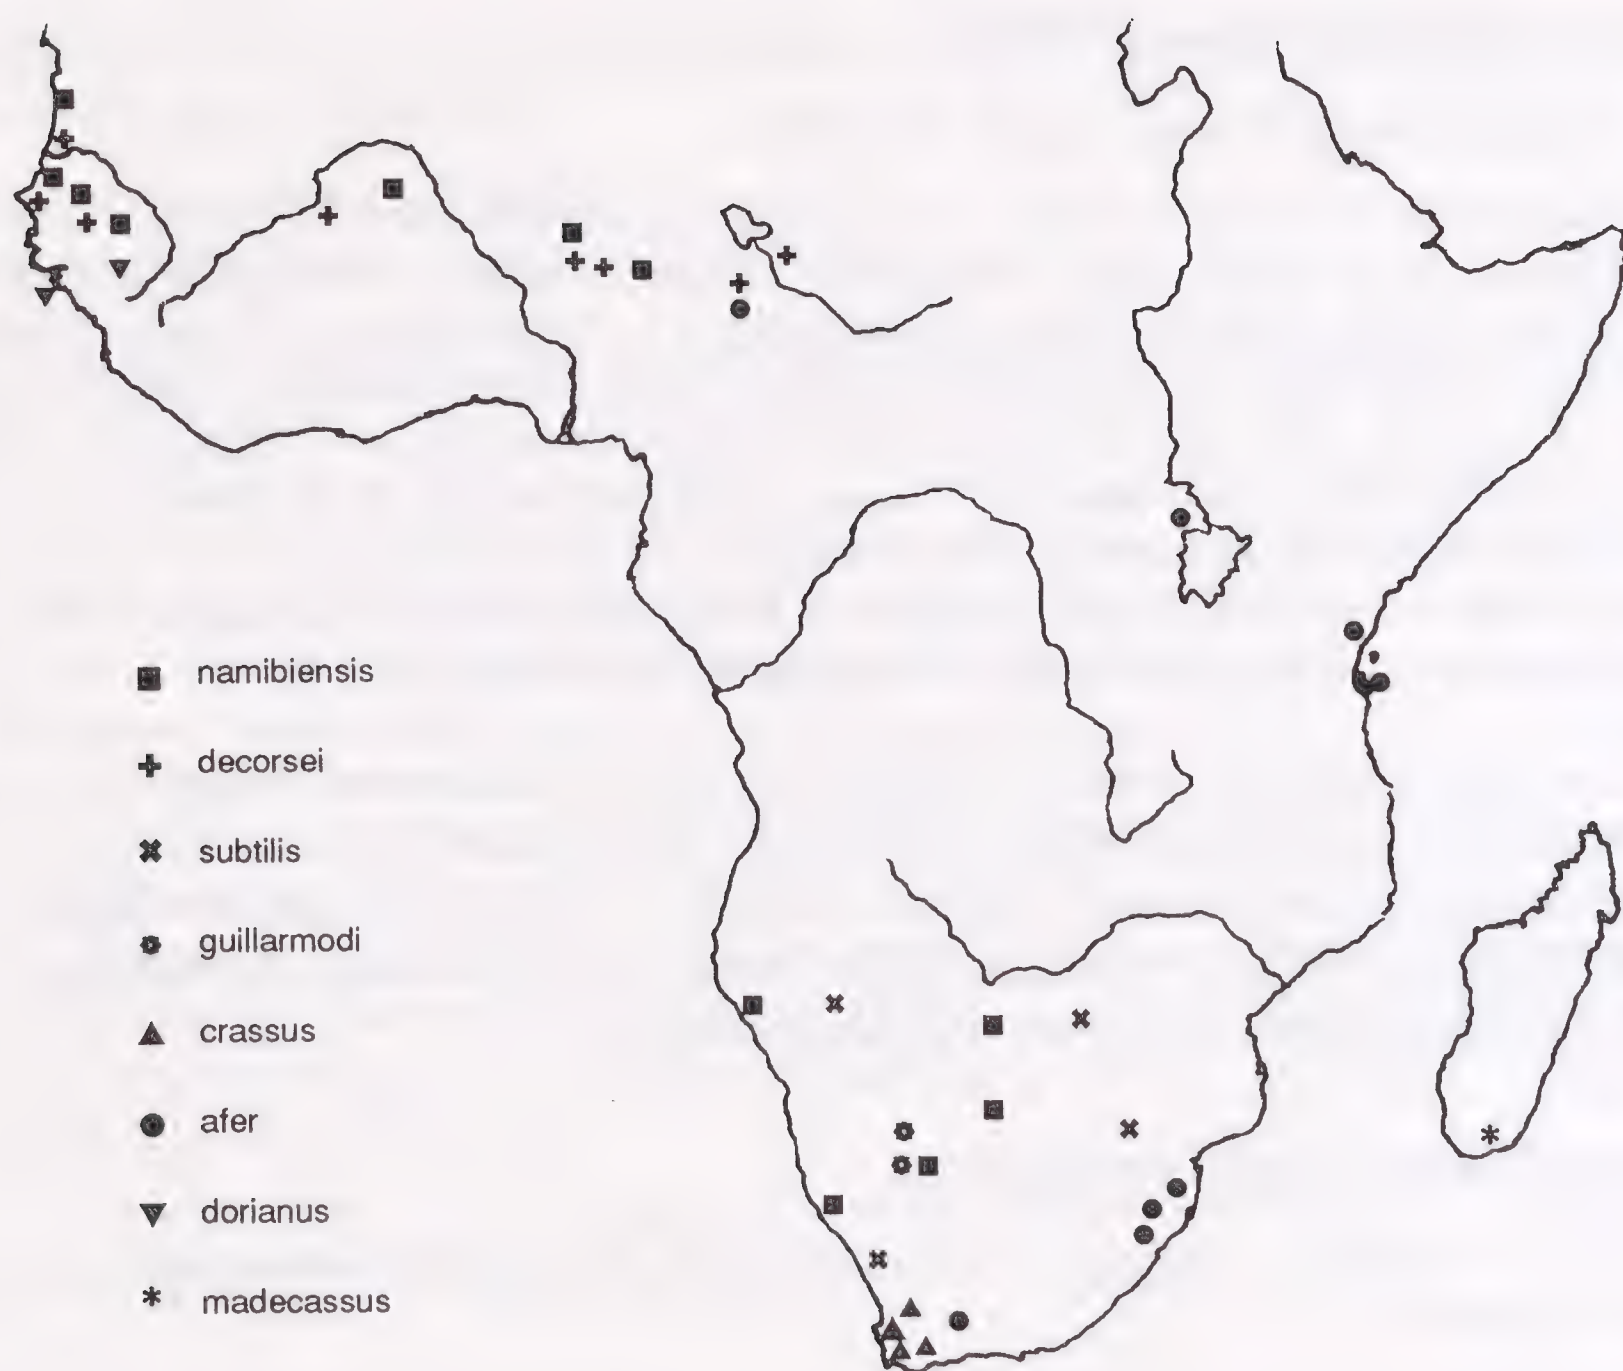 namibiensis
decorsei
subtilis
guillarmodi
crassus
afer
dorianus
madecassus